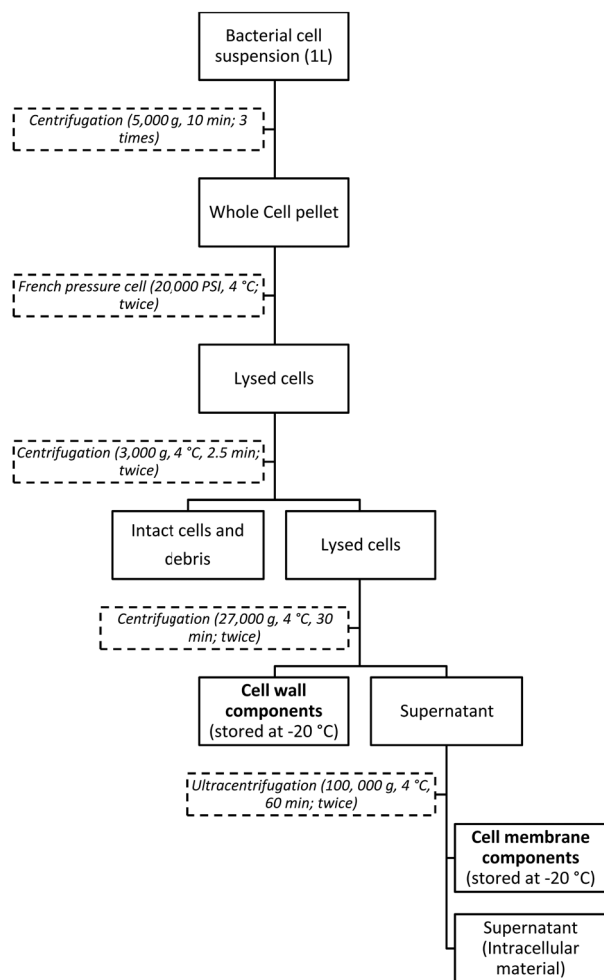 Bacterial cell
suspension (1L)
Centrifugation (5,000 g, 10 min; 3
times)
Whole Cell pellet
French pressure cell (20,000 PSI, 4 °C;
twice)
Lysed cells
Centrifugation (3,000 g, 4 °C, 2.5 min;
twice)
Intact cells and
debris
Lysed cells
Centrifugation (27,000 g, 4 °C, 30
min; twice)
Cell wall
components
(stored at -20 °C)
Supernatant
Ultracentrifugation (100, 000 g, 4 °C,
60 min; twice)
Cell membrane
components
(stored at -20 °C)
Supernatant
(Intracellular
material)